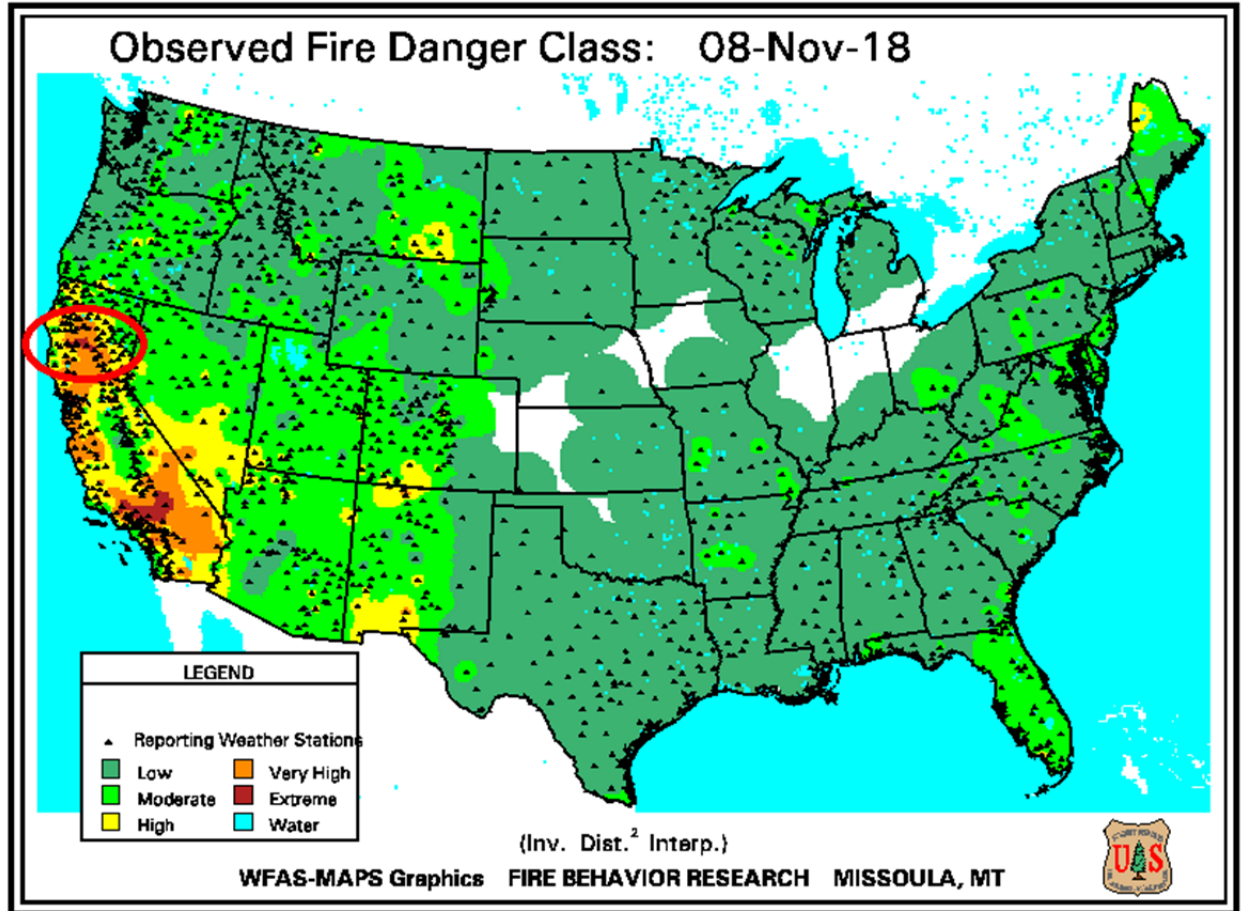 Observed Fire Danger Class: 08-Nov-18
LEGEND
Reporting Weather Stations
Low
Very High
Moderate
Extreme
High
Water
(Inv. Dist.² Interp.)
WFAS-MAPS Graphics FIRE BEHAVIOR RESEARCH MISSOULA, MT
U S